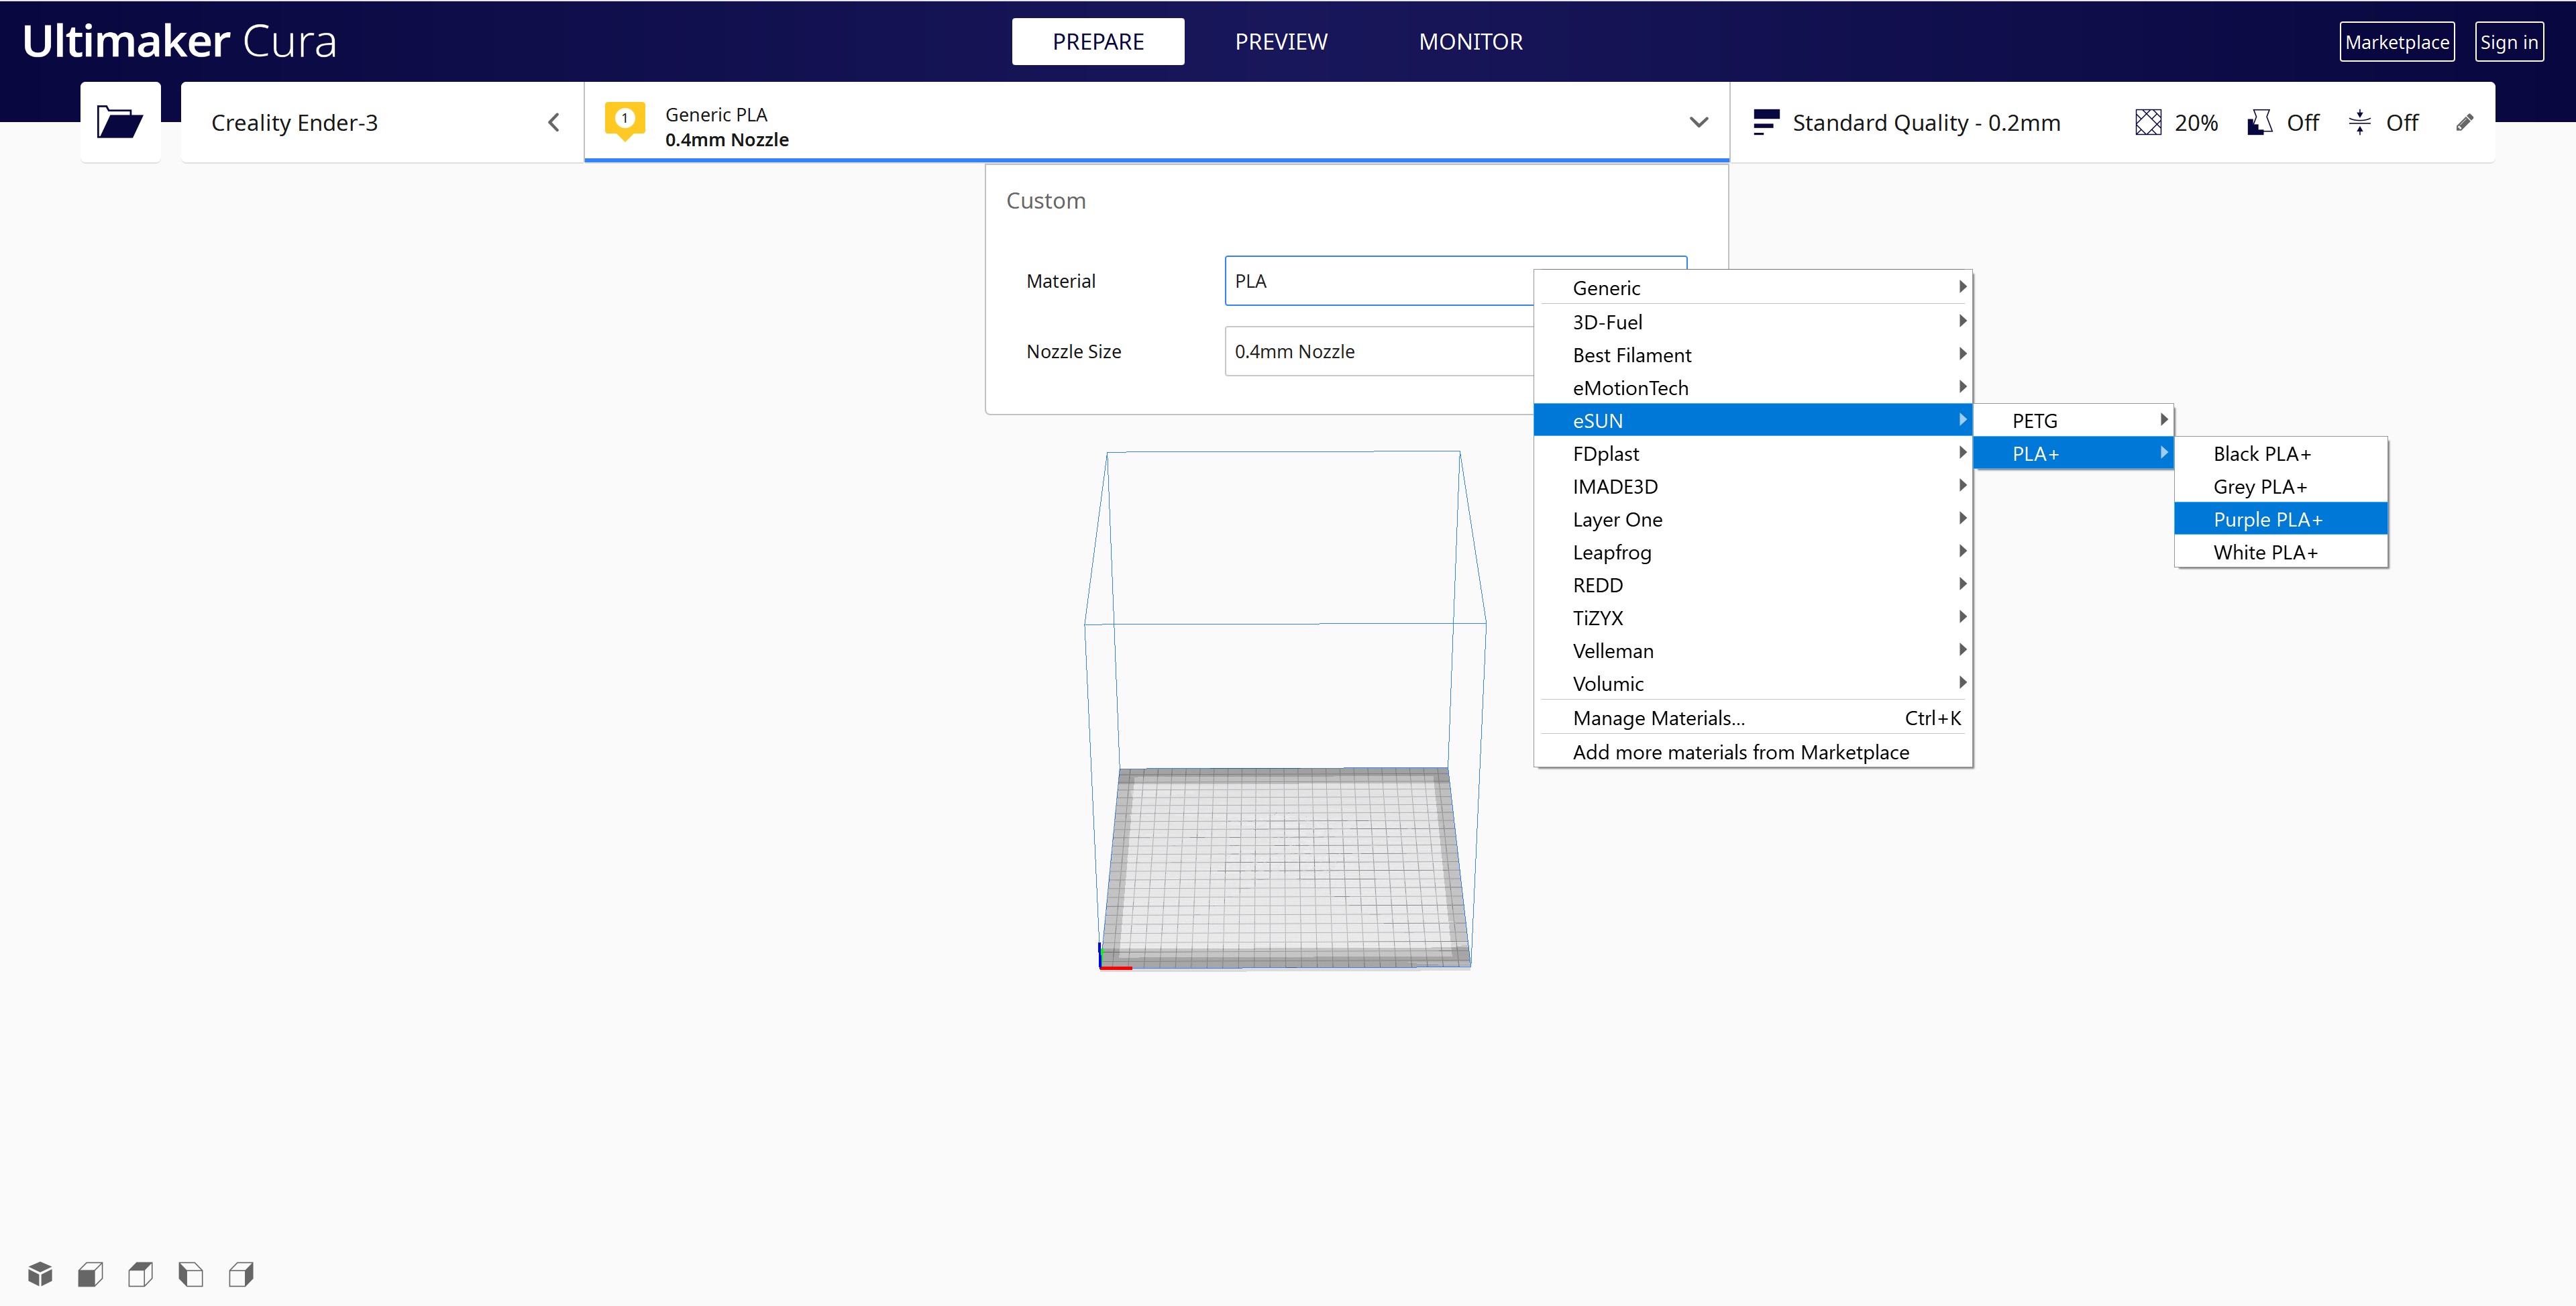 Ultimaker Cura
PREPARE
PREVIEW
MONITOR
Marketplace
Sign in
Creality Ender-3
1
Generic PLA
0.4mm Nozzle
Standard Quality - 0.2mm
20%
Off
Off
Custom
Material
PLA
Nozzle Size
0.4mm Nozzle
Generic
3D-Fuel
Best Filament
eMotionTech
eSUN
FDplast
IMADE3D
Layer One
Leapfrog
REDD
TiZYX
Velleman
Volumic
Manage Materials... Ctrl+K
Add more materials from Marketplace
PETG
PLA+
Black PLA+
Grey PLA+
Purple PLA+
White PLA+